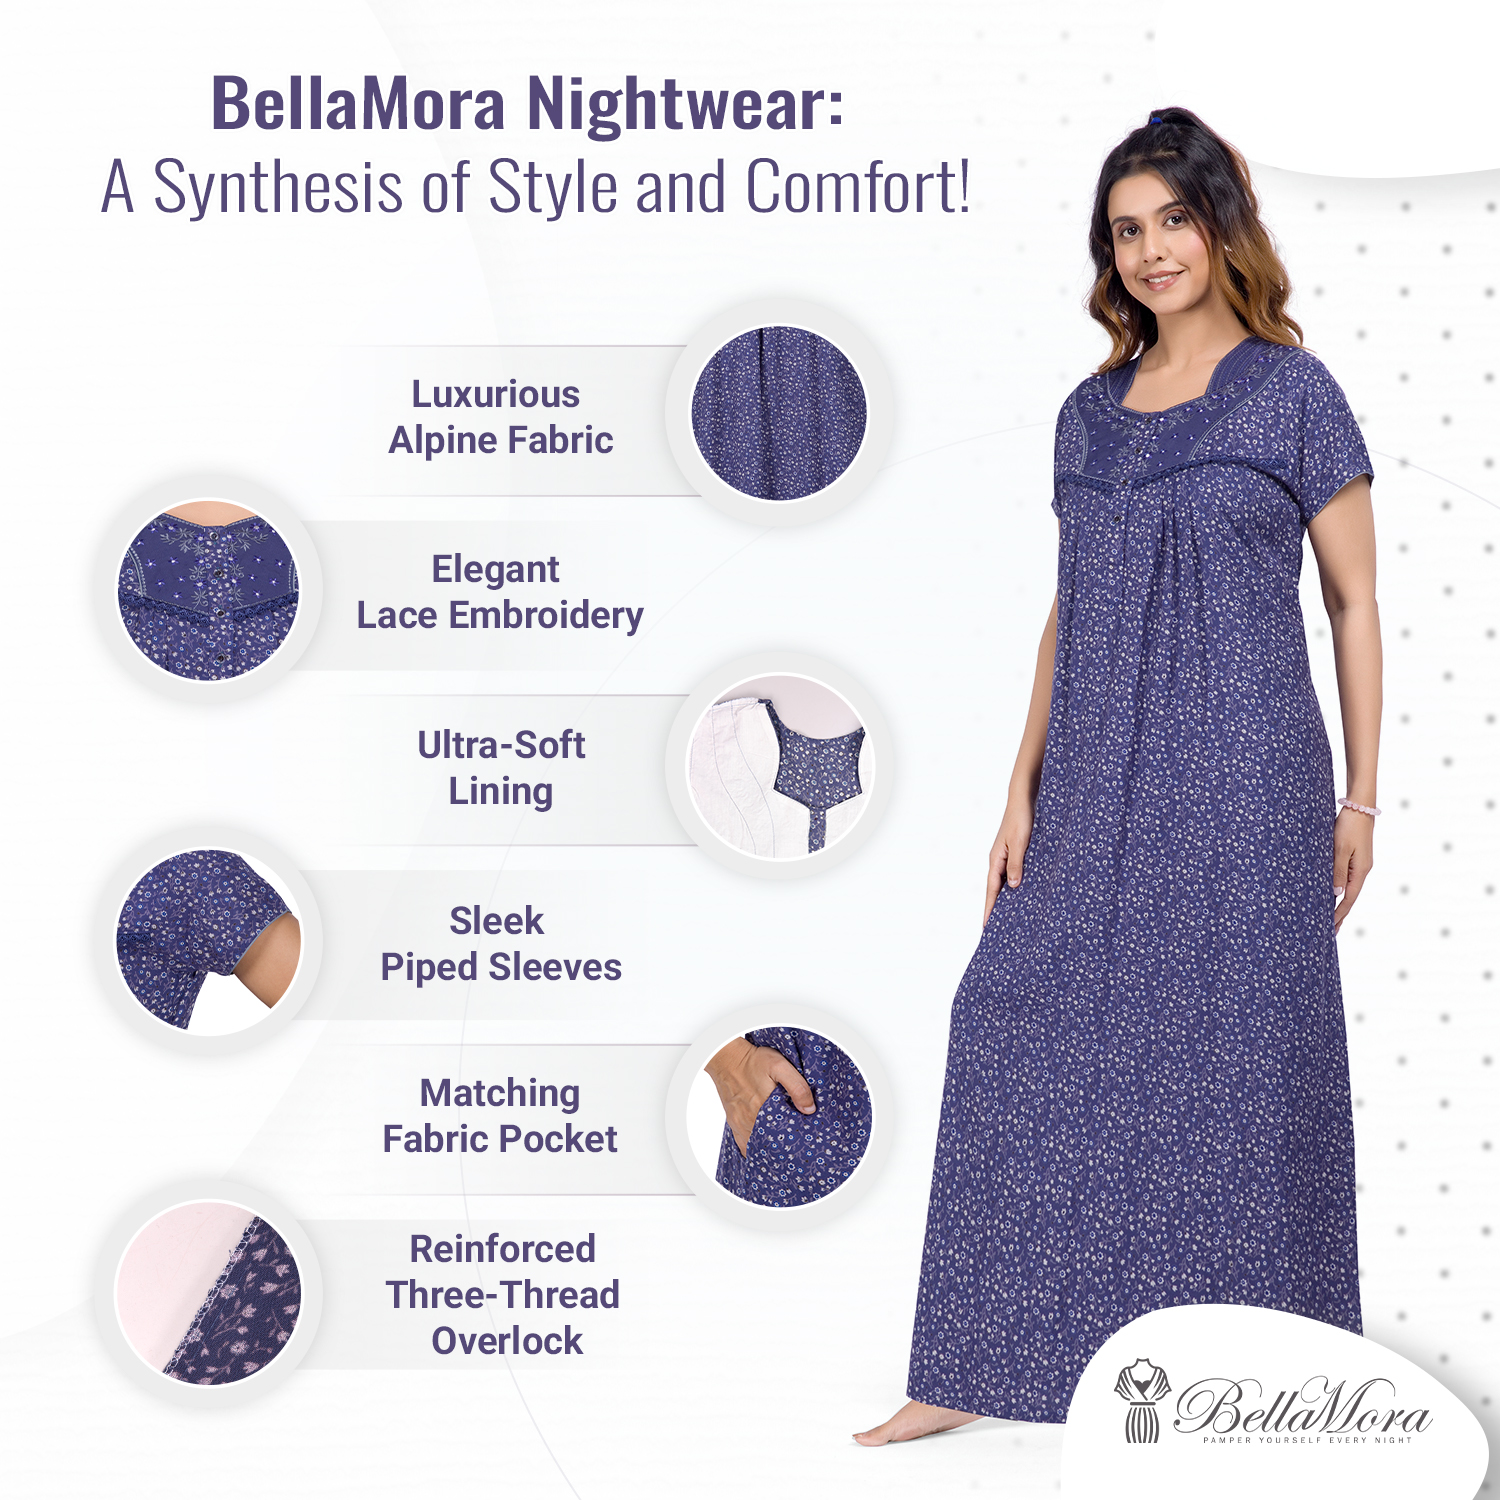 BellaMora Nightwear:
A Synthesis of Style and Comfort!
Luxurious
Alpine Fabric
Elegant
Lace Embroidery
Ultra-Soft
Lining
Sleek
Piped Sleeves
Matching
Fabric Pocket
Reinforced
Three-Thread
Overlock
BellaMora
PAMPER YOURSELF EVERY NIGHT